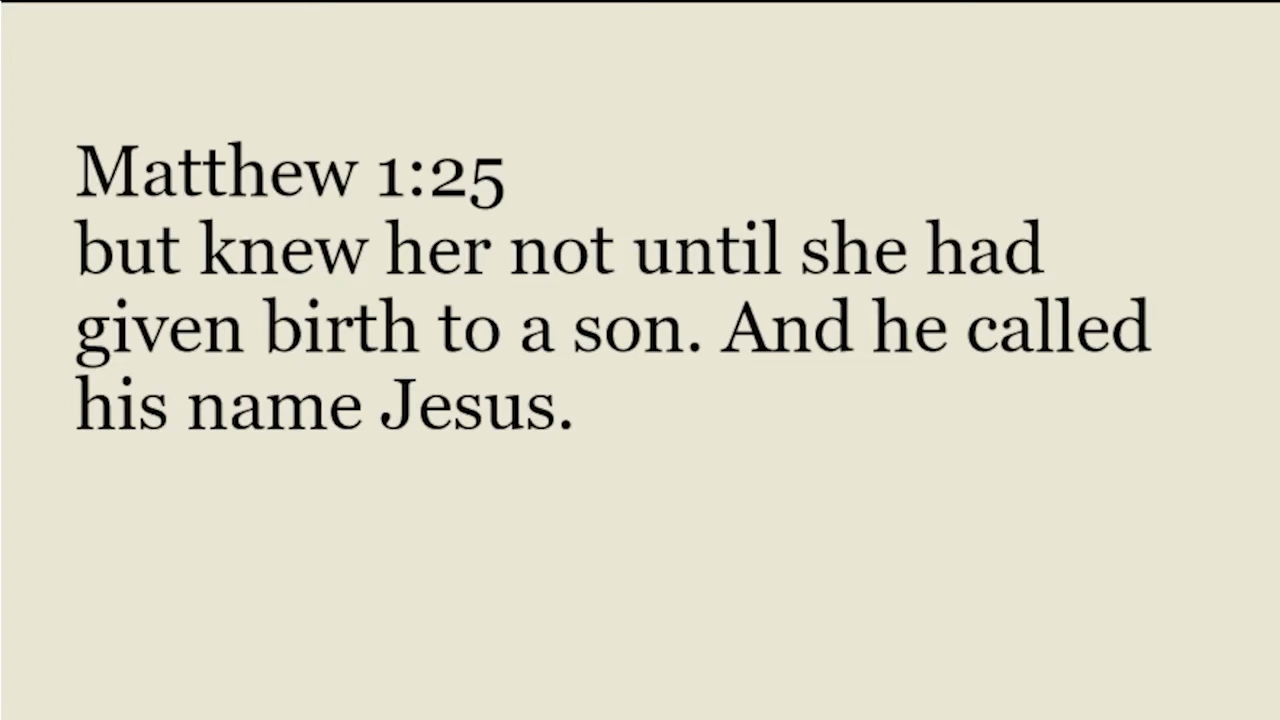 Matthew 1:25
but knew her not until she had
given birth to a son. And he called
his name Jesus.